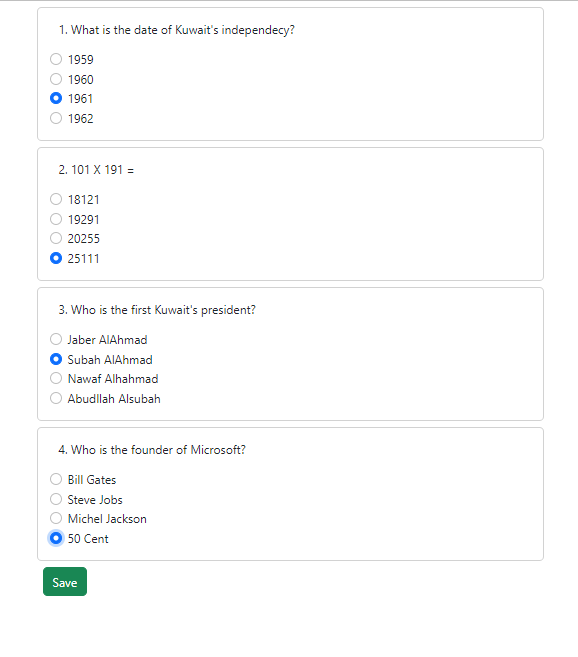 1. What is the date of Kuwait's independecy?
1959
1960
1961
1962
2. 101 X 191 =
18121
19291
20255
25111
3. Who is the first Kuwait's president?
Jaber AlAhmad
Subah AlAhmad
Nawaf Alhahmad
Abudllah Alsubah
4. Who is the founder of Microsoft?
Bill Gates
Steve Jobs
Michel Jackson
50 Cent
Save